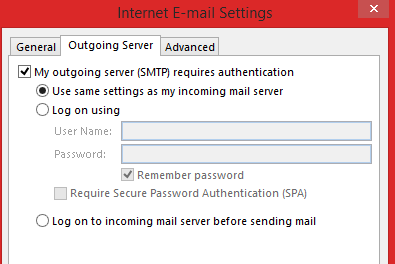 Internet E-mail Settings
General Outgoing Server Advanced
My outgoing server (SMTP) requires authentication
Use same settings as my incoming mail server
Log on using
User Name:
Password:
Remember password
Require Secure Password Authentication (SPA)
Log on to incoming mail server before sending mail